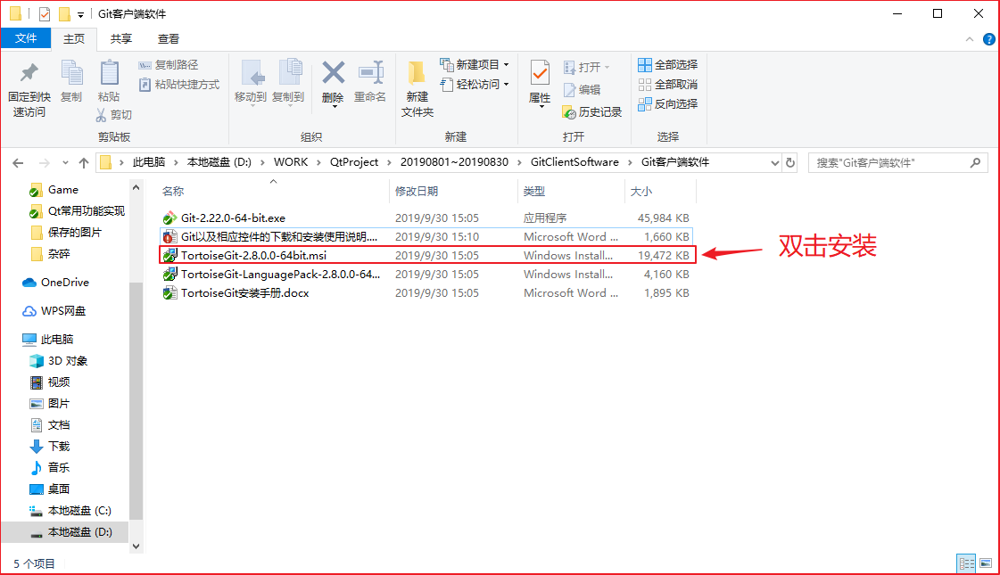 Git客户端软件
文件 主页 共享 查看
固定到快速访问
复制
粘贴
复制路径
粘贴快捷方式
剪切
剪贴板
移动到
复制到
删除
重命名
组织
新建
文件夹
新建项目
轻松访问
新建
属性
打开
编辑
历史记录
打开
全部选择
全部取消
反向选择
选择
此电脑 本地磁盘 (D:) WORK QtProject 20190801~20190830 GitClientSoftware Git客户端软件
搜索"Git客户端软件"
Game
Qt常用功能实现
保存的图片
杂碎
OneDrive
WPS网盘
此电脑
3D 对象
视频
图片
文档
下载
音乐
桌面
本地磁盘 (C:)
本地磁盘 (D:)
名称 修改日期 类型 大小
Git-2.22.0-64-bit.exe 2019/9/30 15:05 应用程序 45,984 KB
Git以及相应控件的下载和安装使用说明.... 2019/9/30 15:10 Microsoft Word ... 1,660 KB
TortoiseGit-2.8.0.0-64bit.msi 2019/9/30 15:05 Windows Install... 19,472 KB
TortoiseGit-LanguagePack-2.8.0.0-64... 2019/9/30 15:05 Windows Install... 4,160 KB
TortoiseGit安装手册.docx 2019/9/30 15:05 Microsoft Word ... 1,895 KB
双击安装
5 个项目